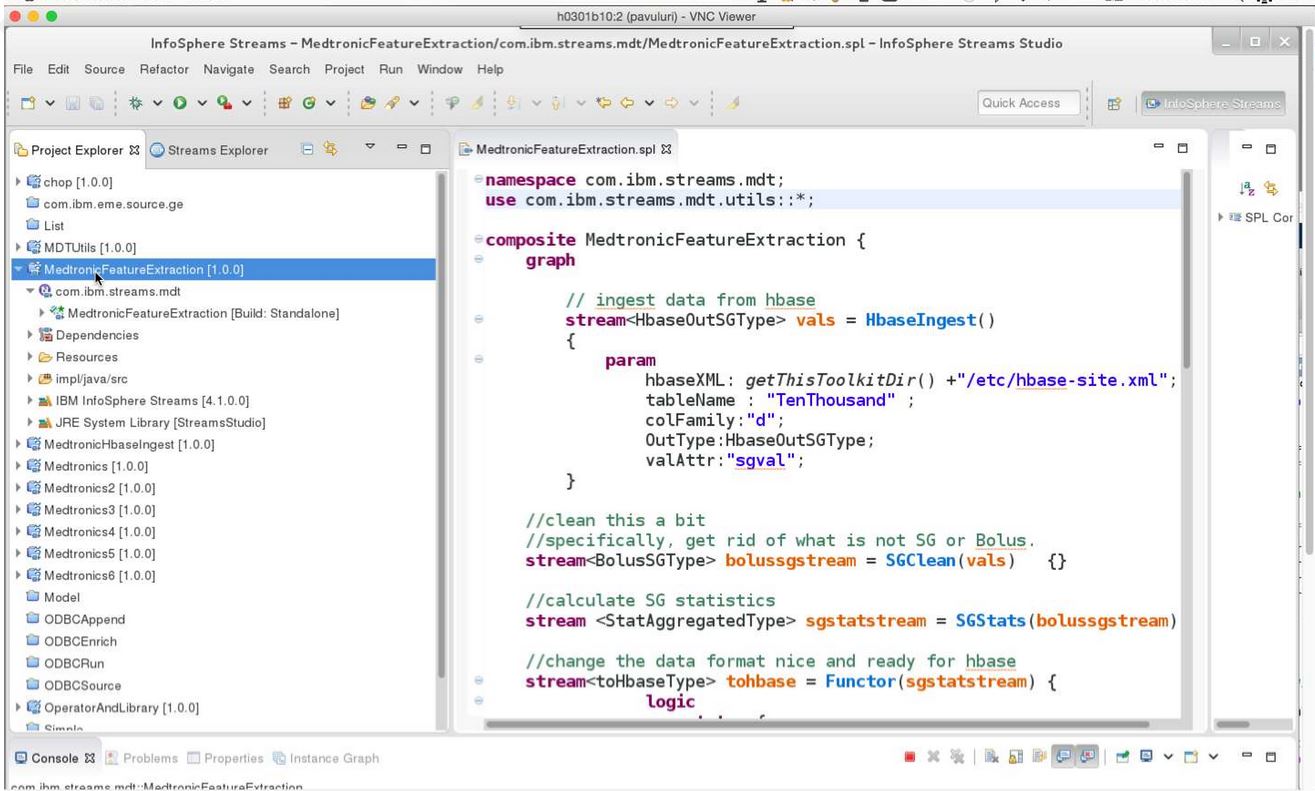 h0301b10:2 (pavuluri) - VNC Viewer
InfoSphere Streams – MedtronicFeatureExtraction/com.ibm.streams.mdt/MedtronicFeatureExtraction.spl – InfoSphere Streams Studio
File Edit Source Refactor Navigate Search Project Run Window Help
Quick Access
InfoSphere Streams
Project Explorer
Streams Explorer
chop [1.0.0]
com.ibm.eme.source.ge
List
MDTUtils [1.0.0]
MedtronicFeatureExtraction [1.0.0]
com.ibm.streams.mdt
MedtronicFeatureExtraction [Build: Standalone]
Dependencies
Resources
impl/java/src
IBM InfoSphere Streams [4.1.0.0]
JRE System Library [StreamsStudio]
MedtronicHbaseIngest [1.0.0]
Medtronics [1.0.0]
Medtronics2 [1.0.0]
Medtronics3 [1.0.0]
Medtronics4 [1.0.0]
Medtronics5 [1.0.0]
Medtronics6 [1.0.0]
Model
ODBCAppend
ODBCEnrich
ODBCRun
ODBCSource
OperatorAndLibrary [1.0.0]
Simple
MedtronicFeatureExtraction.spl
namespace com.ibm.streams.mdt;
use com.ibm.streams.mdt.utils::*;
composite MedtronicFeatureExtraction {
graph
// ingest data from hbase
stream<HbaseOutSGType> vals = HbaseIngest()
{
param
hbaseXML: getThisToolkitDir() +"/etc/hbase-site.xml";
tableName : "TenThousand" ;
colFamily:"d";
OutType:HbaseOutSGType;
valAttr:"sgval";
}
//clean this a bit
//specifically, get rid of what is not SG or Bolus.
stream<BolusSGType> bolussgstream = SGClean(vals) {}
//calculate SG statistics
stream <StatAggregatedType> sgstatstream = SGStats(bolussgstream)
//change the data format nice and ready for hbase
stream<toHbaseType> tohbase = Functor(sgstatstream) {
logic
SPL Cor
Console
Problems
Properties
Instance Graph
com.ibm.streams.mdt::MedtronicFeatureExtraction